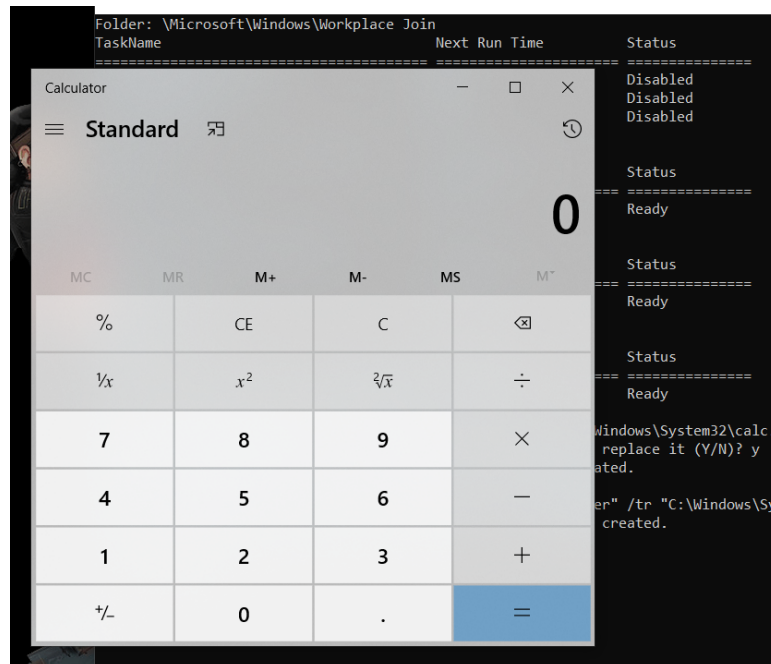 Folder: \Microsoft\Windows\Workplace Join
TaskName Next Run Time Status
======================================== ====================== ===============
Disabled
Disabled
Disabled
Status
=== ===============
Ready
Status
=== ===============
Ready
Status
=== ===============
Ready
Windows\System32\calc
replace it (Y/N)? y
ated.
er" /tr "C:\Windows\Sy
created.
Calculator
Standard
0
MC MR M+ M- MS M˅
% CE C
⅟x x² ²√x ÷
7 8 9 ×
4 5 6 −
1 2 3 +
+/− 0 . =